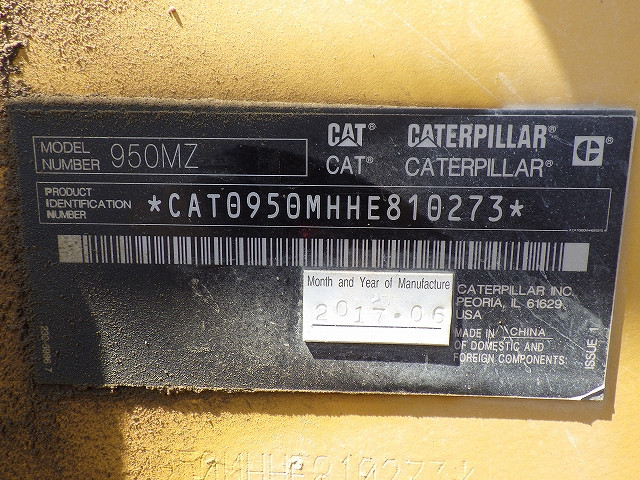 MODEL NUMBER 950MZ
CAT® CATERPILLAR®
CAT® CATERPILLAR®
PRODUCT IDENTIFICATION NUMBER *CAT0950MHHE810273*
Month and Year of Manufacture
2017.06
CATERPILLAR INC.
PEORIA, IL 61629
USA
MADE IN CHINA
OF DOMESTIC AND
FOREIGN COMPONENTS
ISSUE 1
0MHHE810273*